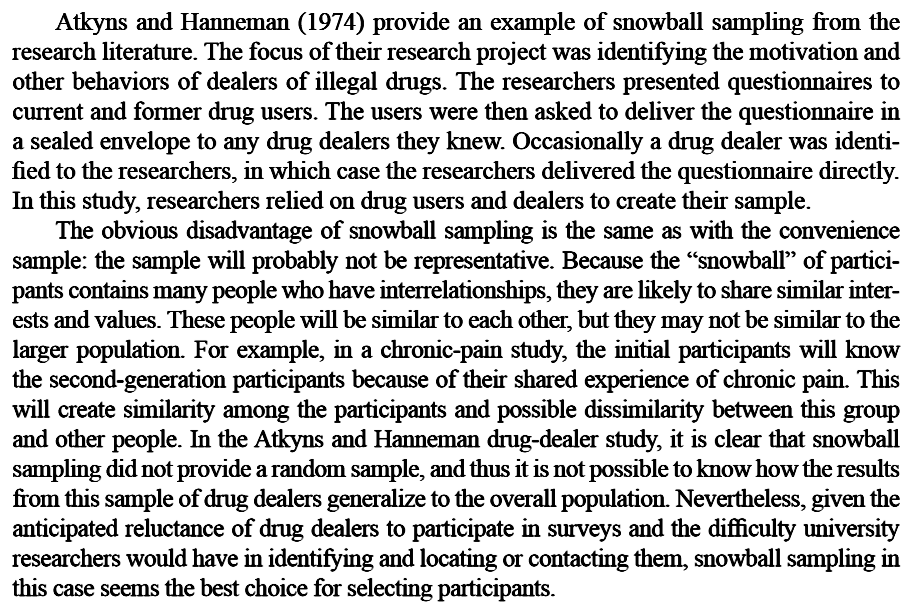 Atkyns and Hanneman (1974) provide an example of snowball sampling from the
research literature. The focus of their research project was identifying the motivation and
other behaviors of dealers of illegal drugs. The researchers presented questionnaires to
current and former drug users. The users were then asked to deliver the questionnaire in
a sealed envelope to any drug dealers they knew. Occasionally a drug dealer was identi-
fied to the researchers, in which case the researchers delivered the questionnaire directly.
In this study, researchers relied on drug users and dealers to create their sample.
The obvious disadvantage of snowball sampling is the same as with the convenience
sample: the sample will probably not be representative. Because the “snowball” of partici-
pants contains many people who have interrelationships, they are likely to share similar inter-
ests and values. These people will be similar to each other, but they may not be similar to the
larger population. For example, in a chronic-pain study, the initial participants will know
the second-generation participants because of their shared experience of chronic pain. This
will create similarity among the participants and possible dissimilarity between this group
and other people. In the Atkyns and Hanneman drug-dealer study, it is clear that snowball
sampling did not provide a random sample, and thus it is not possible to know how the results
from this sample of drug dealers generalize to the overall population. Nevertheless, given the
anticipated reluctance of drug dealers to participate in surveys and the difficulty university
researchers would have in identifying and locating or contacting them, snowball sampling in
this case seems the best choice for selecting participants.